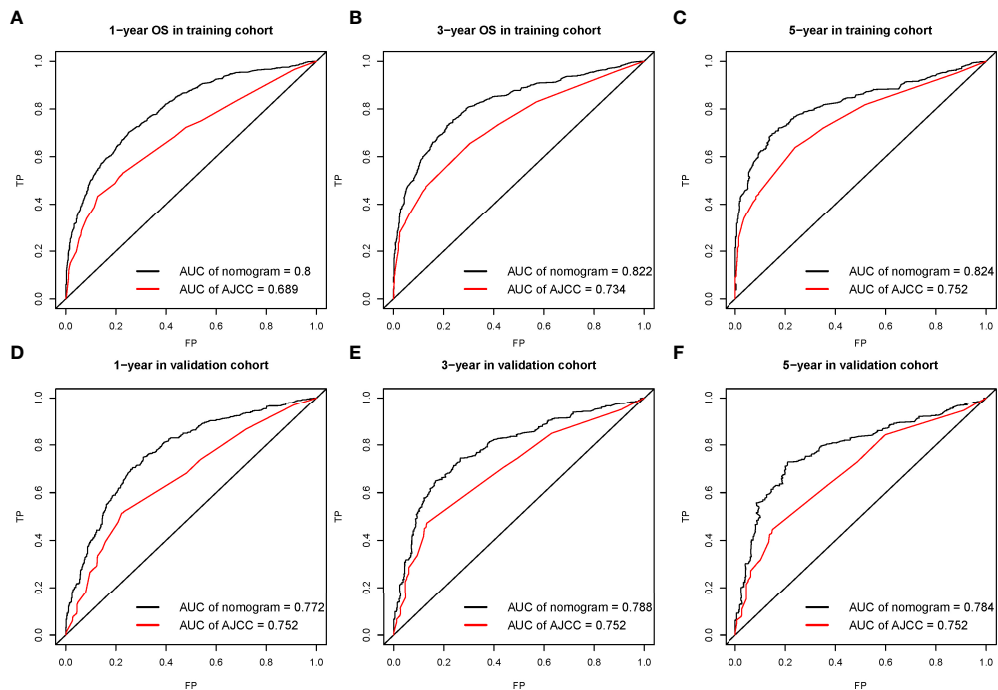 A
1−year OS in training cohort
TP
1.0
0.8
0.6
0.4
0.2
0.0
AUC of nomogram = 0.8
AUC of AJCC = 0.689
0.0 0.2 0.4 0.6 0.8 1.0
FP
B
3−year OS in training cohort
TP
1.0
0.8
0.6
0.4
0.2
0.0
AUC of nomogram = 0.822
AUC of AJCC = 0.734
0.0 0.2 0.4 0.6 0.8 1.0
FP
C
5−year in training cohort
TP
1.0
0.8
0.6
0.4
0.2
0.0
AUC of nomogram = 0.824
AUC of AJCC = 0.752
0.0 0.2 0.4 0.6 0.8 1.0
FP
D
1−year in validation cohort
TP
1.0
0.8
0.6
0.4
0.2
0.0
AUC of nomogram = 0.772
AUC of AJCC = 0.752
0.0 0.2 0.4 0.6 0.8 1.0
FP
E
3−year in validation cohort
TP
1.0
0.8
0.6
0.4
0.2
0.0
AUC of nomogram = 0.788
AUC of AJCC = 0.752
0.0 0.2 0.4 0.6 0.8 1.0
FP
F
5−year in validation cohort
TP
1.0
0.8
0.6
0.4
0.2
0.0
AUC of nomogram = 0.784
AUC of AJCC = 0.752
0.0 0.2 0.4 0.6 0.8 1.0
FP